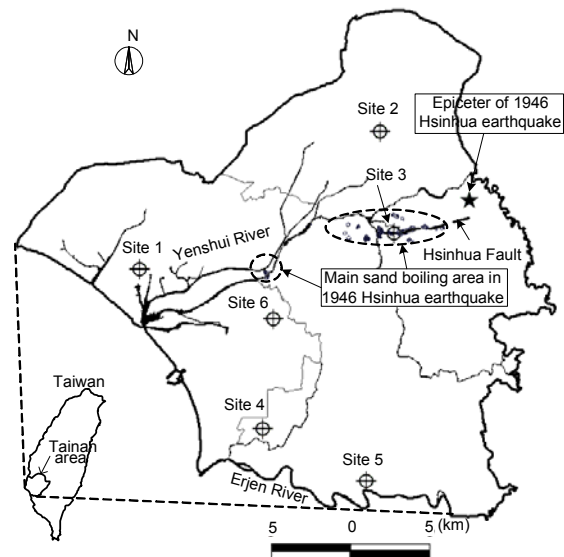 N
Site 2
Epiceter of 1946
Hsinhua earthquake
Site 3
Site 1
Yenshui River
Hsinhua Fault
Main sand boiling area in
1946 Hsinhua earthquake
Site 6
Taiwan
Tainan
area
Site 4
Site 5
Erjen River
5 0 5 (km)